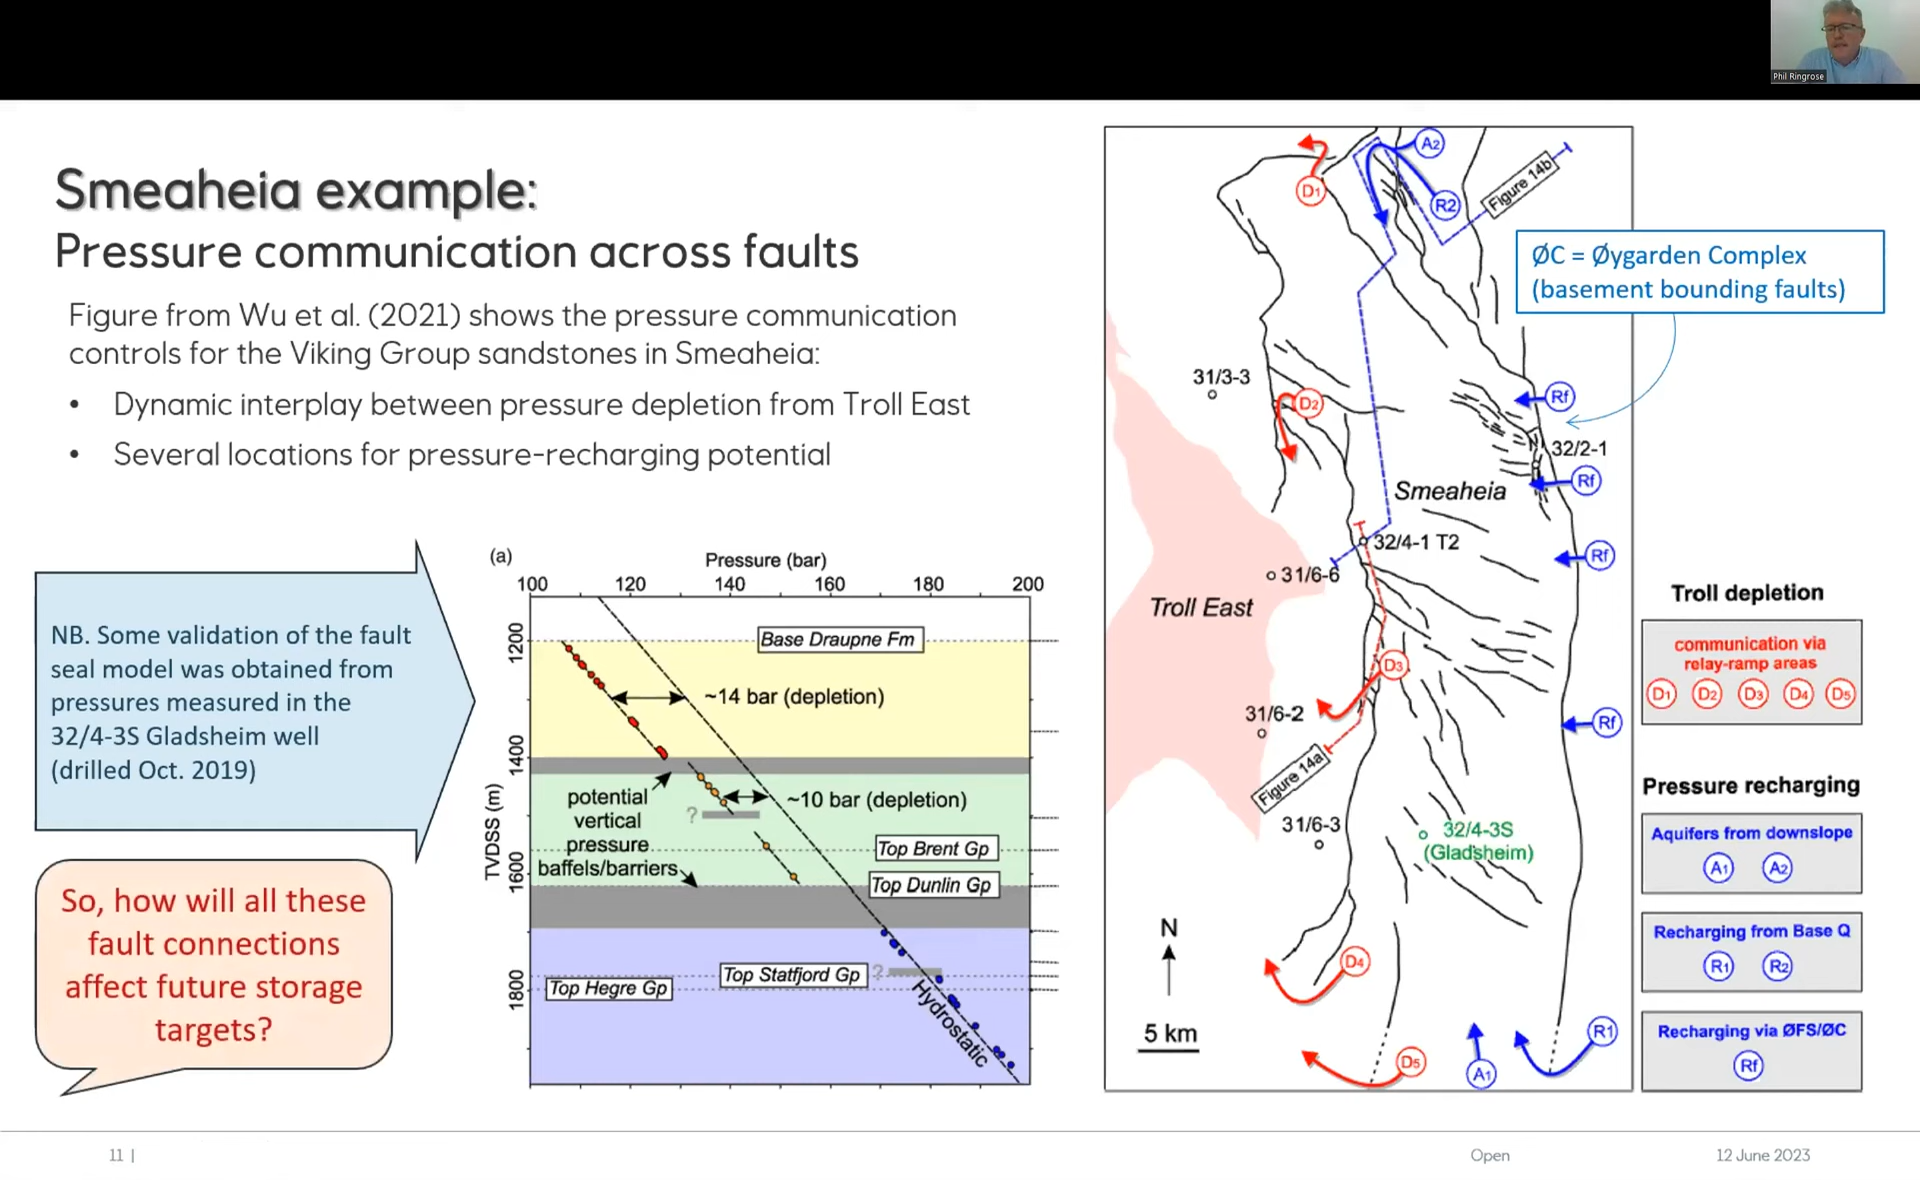 Phil Ringrose
Smeaheia example:
Pressure communication across faults
Figure from Wu et al. (2021) shows the pressure communication
controls for the Viking Group sandstones in Smeaheia:
• Dynamic interplay between pressure depletion from Troll East
• Several locations for pressure-recharging potential
NB. Some validation of the fault
seal model was obtained from
pressures measured in the
32/4-3S Gladsheim well
(drilled Oct. 2019)
So, how will all these
fault connections
affect future storage
targets?
(a)
Pressure (bar)
100 120 140 160 180 200
TVDSS (m)
1200
1400
1600
1800
Base Draupne Fm
~14 bar (depletion)
potential
vertical
pressure
baffels/barriers
~10 bar (depletion)
?
Top Brent Gp
Top Dunlin Gp
Top Statfjord Gp
?
Top Hegre Gp
Hydrostatic
A2
D1
R2
Figure 14b
ØC = Øygarden Complex
(basement bounding faults)
31/3-3
D2
Rf
32/2-1
Rf
Smeaheia
32/4-1 T2
Rf
31/6-6
Troll East
D3
31/6-2
Rf
Figure 14a
31/6-3
32/4-3S
(Gladsheim)
N
D4
5 km
R1
D5
A1
Troll depletion
communication via
relay-ramp areas
D1 D2 D3 D4 D5
Pressure recharging
Aquifers from downslope
A1 A2
Recharging from Base Q
R1 R2
Recharging via ØFS/ØC
Rf
11 |
Open
12 June 2023